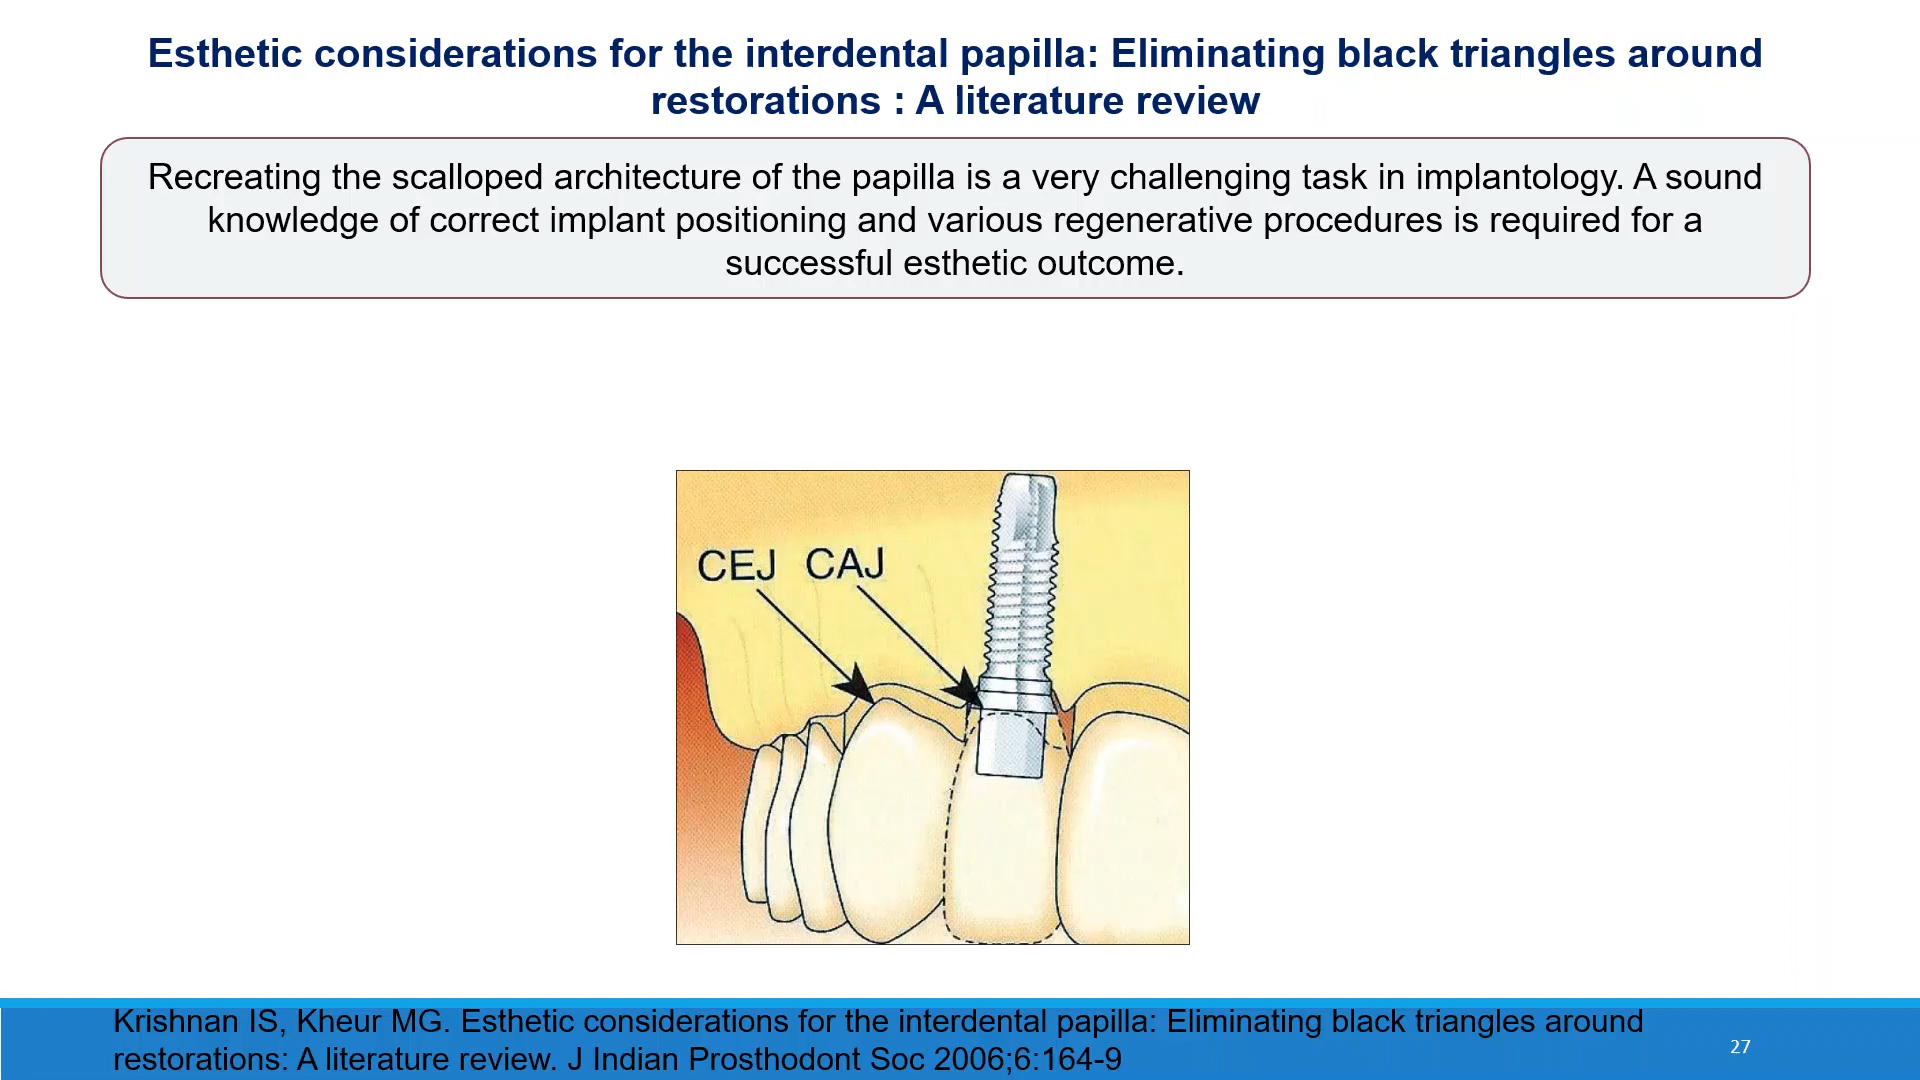 Esthetic considerations for the interdental papilla: Eliminating black triangles around
restorations : A literature review
Recreating the scalloped architecture of the papilla is a very challenging task in implantology. A sound
knowledge of correct implant positioning and various regenerative procedures is required for a
successful esthetic outcome.
CEJ CAJ
Krishnan IS, Kheur MG. Esthetic considerations for the interdental papilla: Eliminating black triangles around
restorations: A literature review. J Indian Prosthodont Soc 2006;6:164-9
27